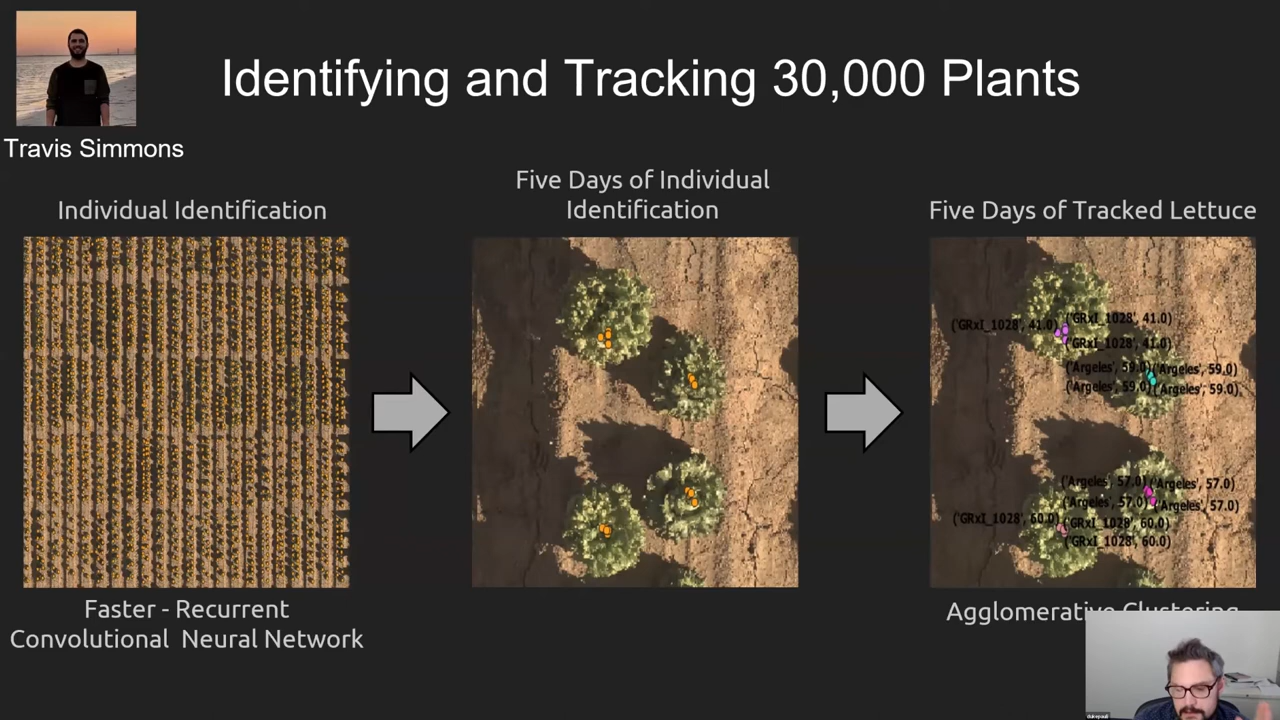 Identifying and Tracking 30,000 Plants
Travis Simmons
Individual Identification
Five Days of Individual
Identification
Five Days of Tracked Lettuce
('GRxI_1028', 41.0)
('GRxI_1028', 41.0)
('GRxI_1028', 41.0)
('Argeles', 59.0)
('Argeles', 59.0)
('Argeles', 59.0)
('Argeles', 59.0)
('Argeles', 57.0)
('Argeles', 57.0)
('Argeles', 57.0)
('Argeles', 57.0)
('GRxI_1028', 60.0)
('GRxI_1028', 60.0)
('GRxI_1028', 60.0)
Faster - Recurrent
Convolutional Neural Network
Agglomerative Clustering